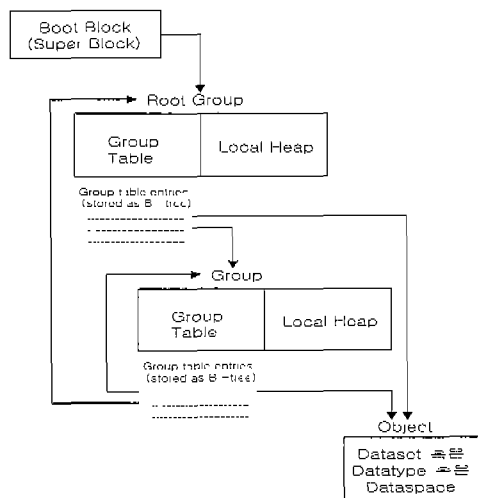 Boot Block
(Super Block)
Root Group
Group
Table
Local Heap
Group table entries
(stored as B-tree)
Group
Group
Table
Local Heap
Group table entries
(stored as B-tree)
Object
Dataset 혹은
Datatype 혹은
Dataspace